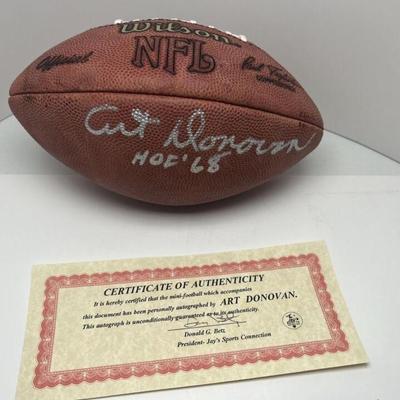 Wilson
NFL
Official
Paul Tagliabue
Art Donovan
HOF '68
CERTIFICATE OF AUTHENTICITY
It is hereby certified that the mini-football which accompanies
this document has been personally autographed by ART DONOVAN.
This autograph is unconditionally guaranteed as to its authenticity.
Donald G. Betz
President- Jay's Sports Connection